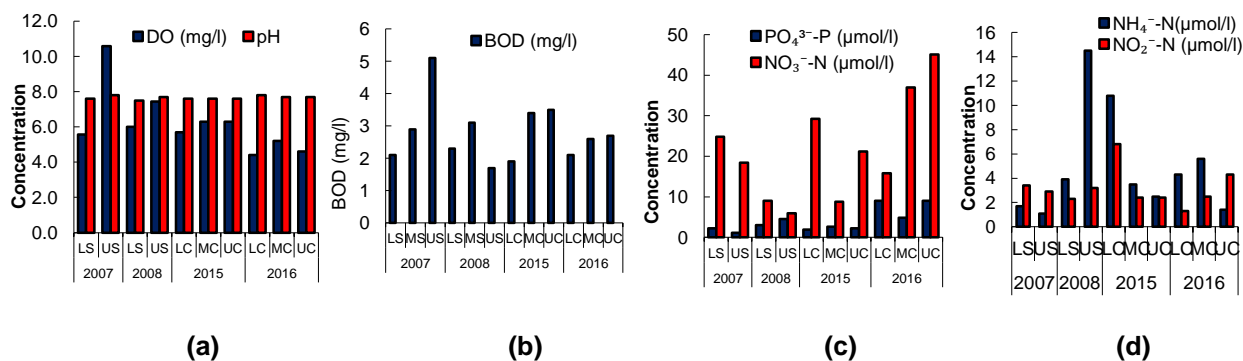 12.0
10.0
8.0
6.0
4.0
2.0
0.0
Concentration
DO (mg/l) pH
LS US LS US LC MC UC LC MC UC
2007 2008 2015 2016
(a)
6
5
4
3
2
1
0
BOD (mg/l)
BOD (mg/l)
LS MS US LS MS US LC MC UC LC MC UC
2007 2008 2015 2016
(b)
50
40
30
20
10
0
Concentration
PO₄³⁻-P (μmol/l)
NO₃⁻-N (μmol/l)
LS US LS US LC MC UC LC MC UC
2007 2008 2015 2016
(c)
16
14
12
10
8
6
4
2
0
Concentration
NH₄⁻-N(μmol/l)
NO₂⁻-N (μmol/l)
LS US LS US LC MC UC LC MC UC
2007 2008 2015 2016
(d)